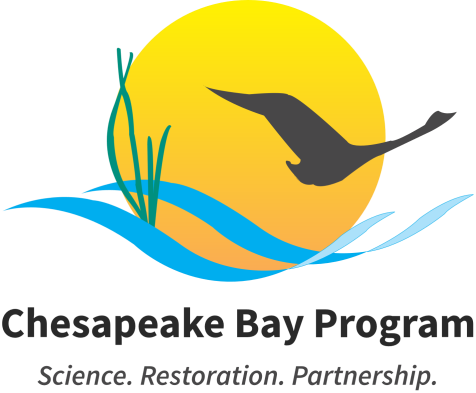 Chesapeake Bay Program
Science. Restoration. Partnership.